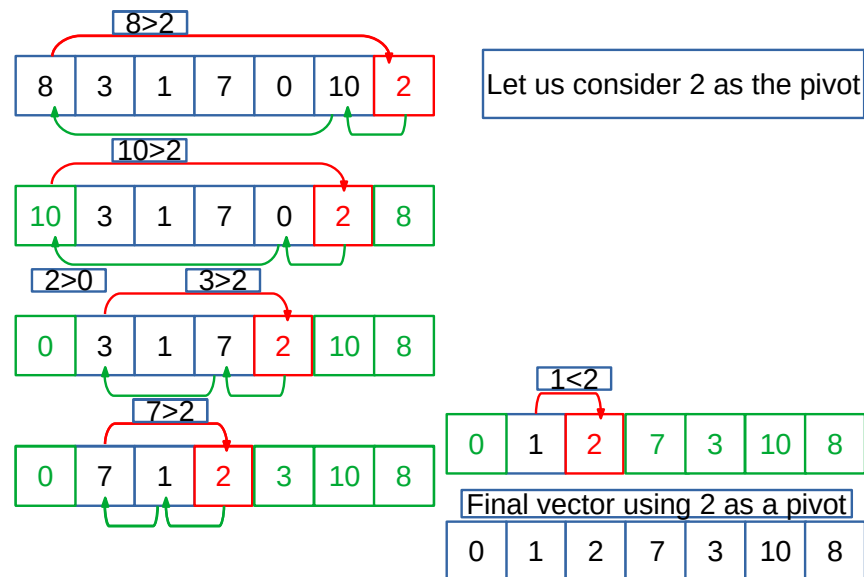 8>2
8 3 1 7 0 10 2
Let us consider 2 as the pivot
10>2
10 3 1 7 0 2 8
2>0 3>2
0 3 1 7 2 10 8
7>2
0 7 1 2 3 10 8
1<2
0 1 2 7 3 10 8
Final vector using 2 as a pivot
0 1 2 7 3 10 8